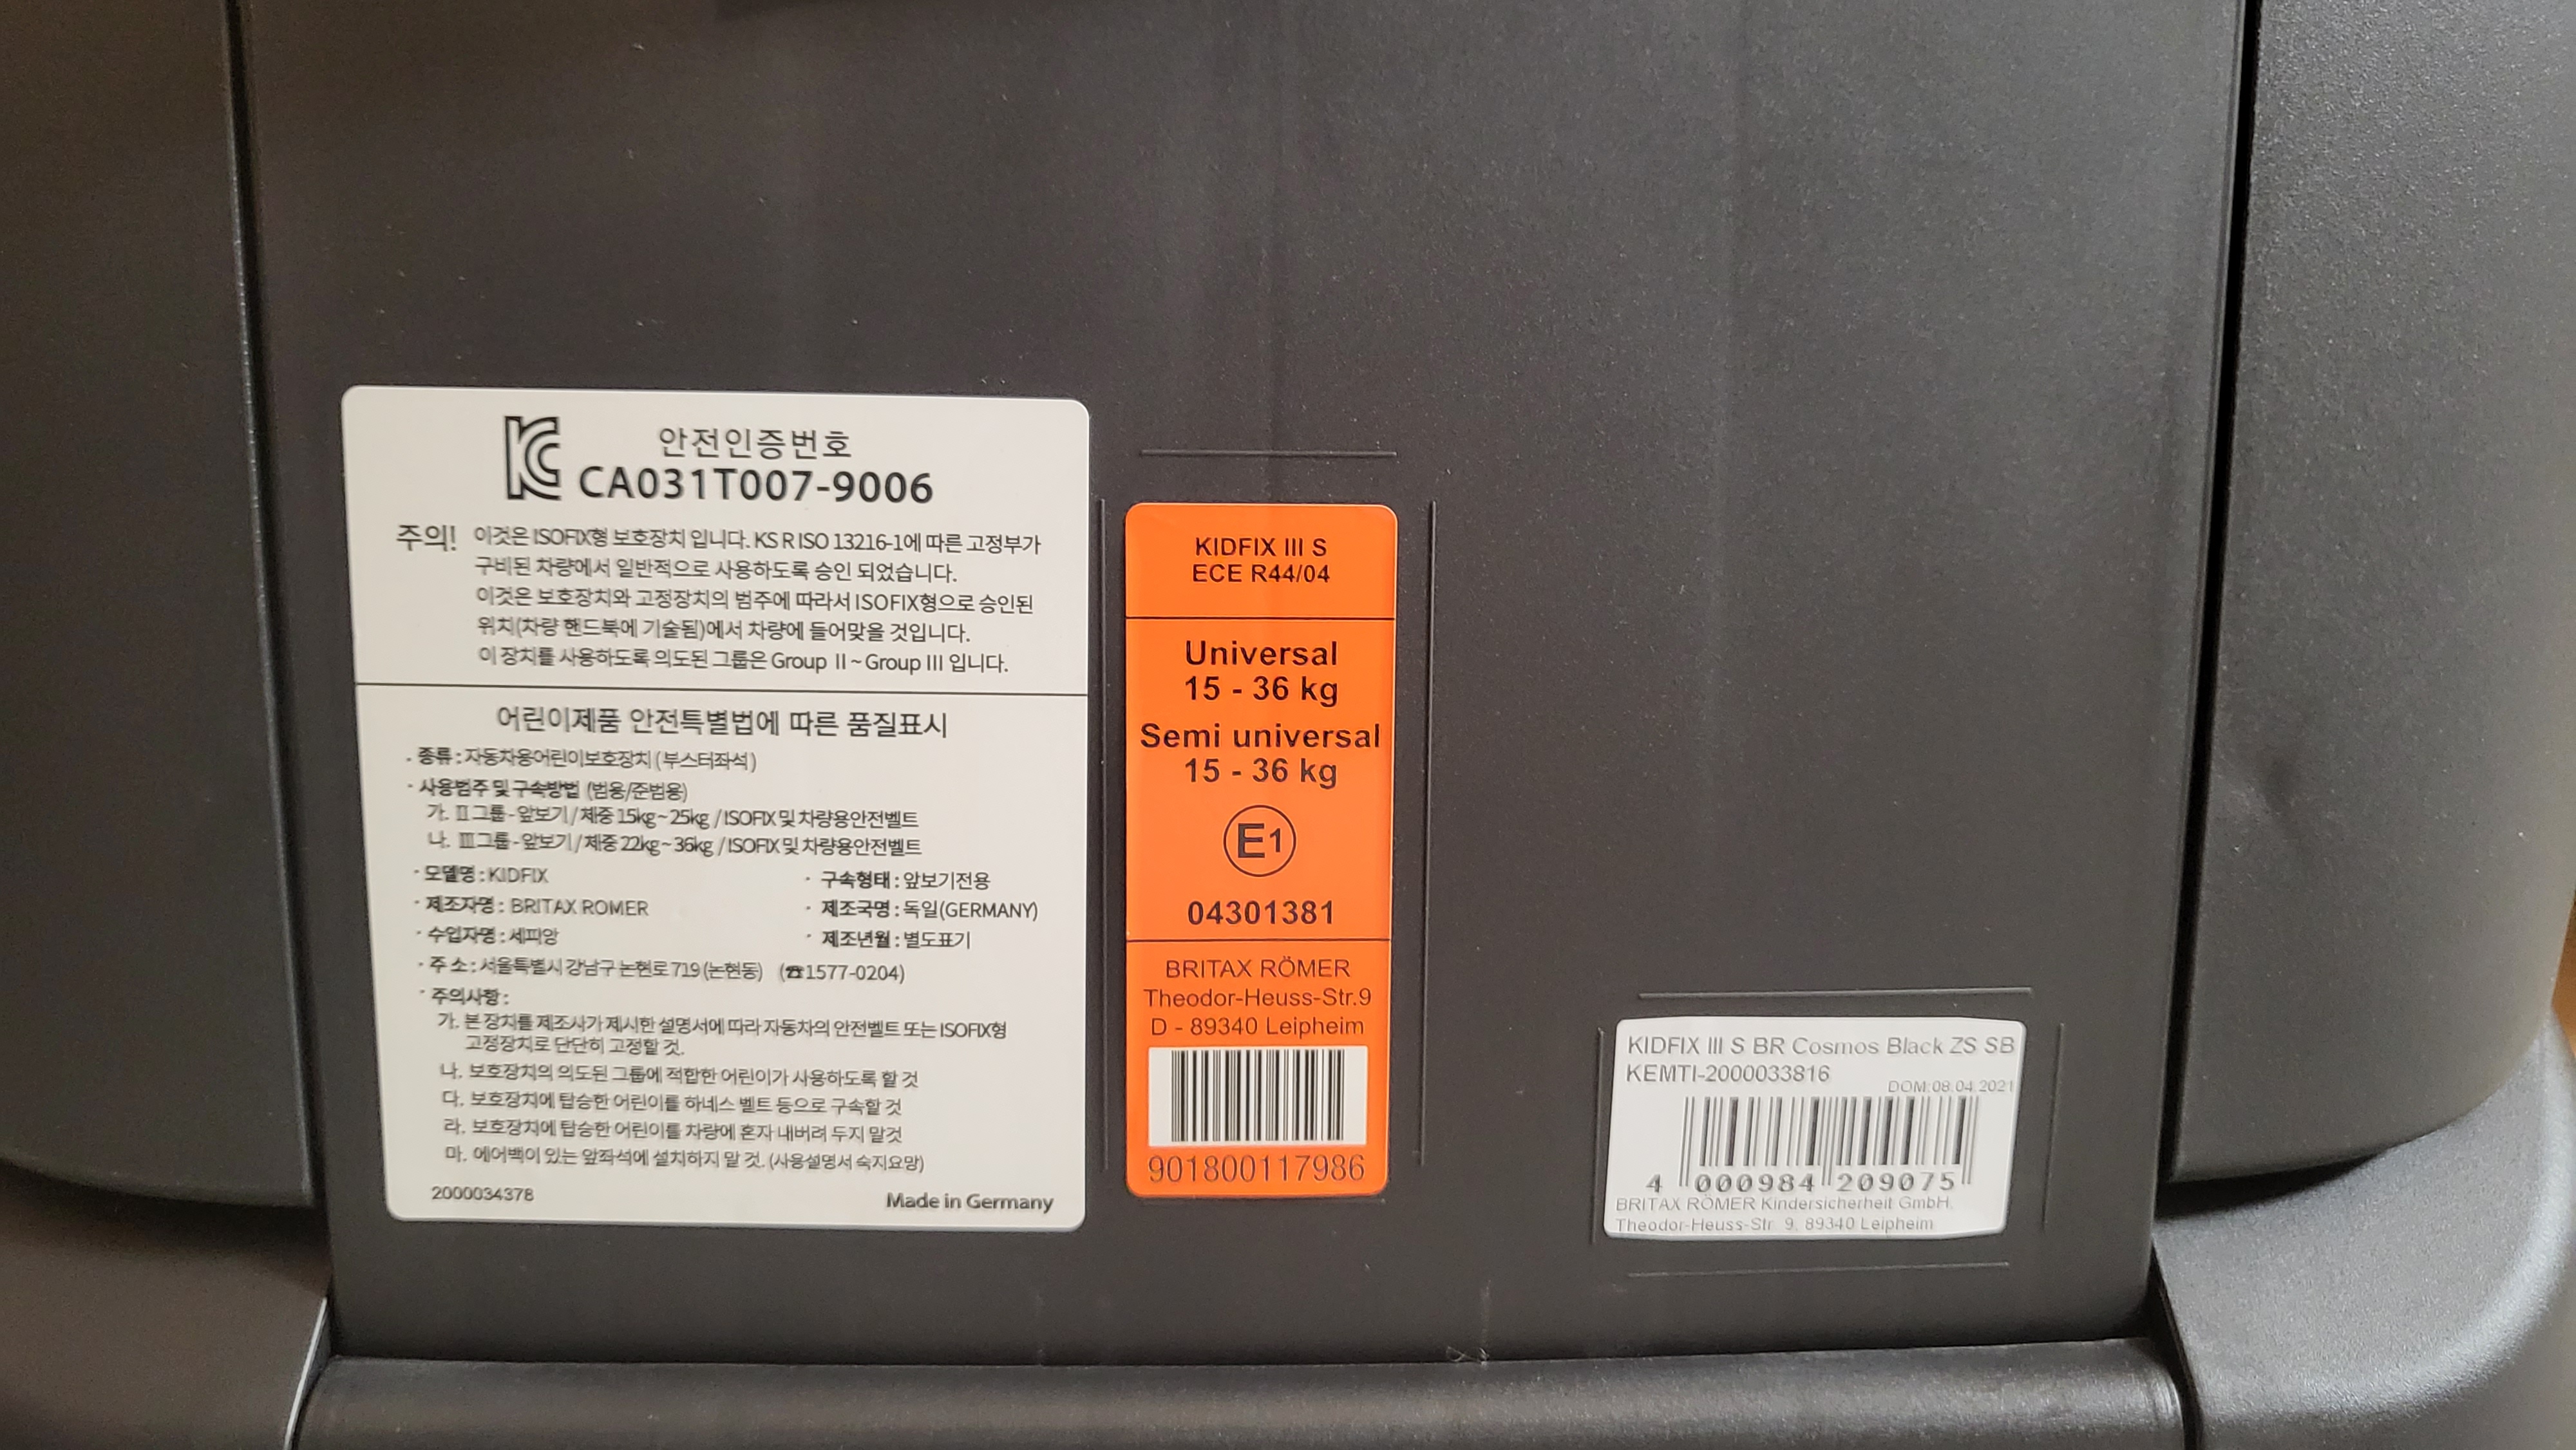 KC
안전인증번호
CA031T007-9006
주의! 이것은 ISOFIX형 보호장치 입니다. KS R ISO 13216-1에 따른 고정부가
구비된 차량에서 일반적으로 사용하도록 승인 되었습니다.
이것은 보호장치와 고정장치의 범주에 따라서 ISOFIX형으로 승인된
위치(차량 핸드북에 기술됨)에서 차량에 들어맞을 것입니다.
이 장치를 사용하도록 의도된 그룹은 Group II ~ Group III 입니다.
어린이제품 안전특별법에 따른 품질표시
· 종류 : 자동차용어린이보호장치 ( 부스터좌석 )
· 사용범주 및 구속방법 (범용/준범용)
가. Ⅱ그룹 - 앞보기 / 체중 15kg ~ 25kg / ISOFIX 및 차량용안전벨트
나. Ⅲ그룹 - 앞보기 / 체중 22kg ~ 36kg / ISOFIX 및 차량용안전벨트
· 모델명 : KIDFIX · 구속형태 : 앞보기전용
· 제조자명 : BRITAX ROMER · 제조국명 : 독일(GERMANY)
· 수입자명 : 세피앙 · 제조년월 : 별도표기
· 주 소 : 서울특별시 강남구 논현로 719 (논현동) (☎1577-0204)
· 주의사항 :
가. 본 장치를 제조사가 제시한 설명서에 따라 자동차의 안전벨트 또는 ISOFIX형
고정장치로 단단히 고정할 것.
나. 보호장치의 의도된 그룹에 적합한 어린이가 사용하도록 할 것
다. 보호장치에 탑승한 어린이를 하네스 벨트 등으로 구속할 것
라. 보호장치에 탑승한 어린이를 차량에 혼자 내버려 두지 말것
마. 에어백이 있는 앞좌석에 설치하지 말 것. (사용설명서 숙지요망)
2000034378 Made in Germany
KIDFIX III S
ECE R44/04
Universal
15 - 36 kg
Semi universal
15 - 36 kg
E1
04301381
BRITAX RÖMER
Theodor-Heuss-Str.9
D - 89340 Leipheim
901800117986
KIDFIX III S BR Cosmos Black ZS SB
KEMTI-2000033816
DOM:08.04.2021
4 000984 209075
BRITAX RÖMER Kindersicherheit GmbH,
Theodor-Heuss-Str. 9, 89340 Leipheim